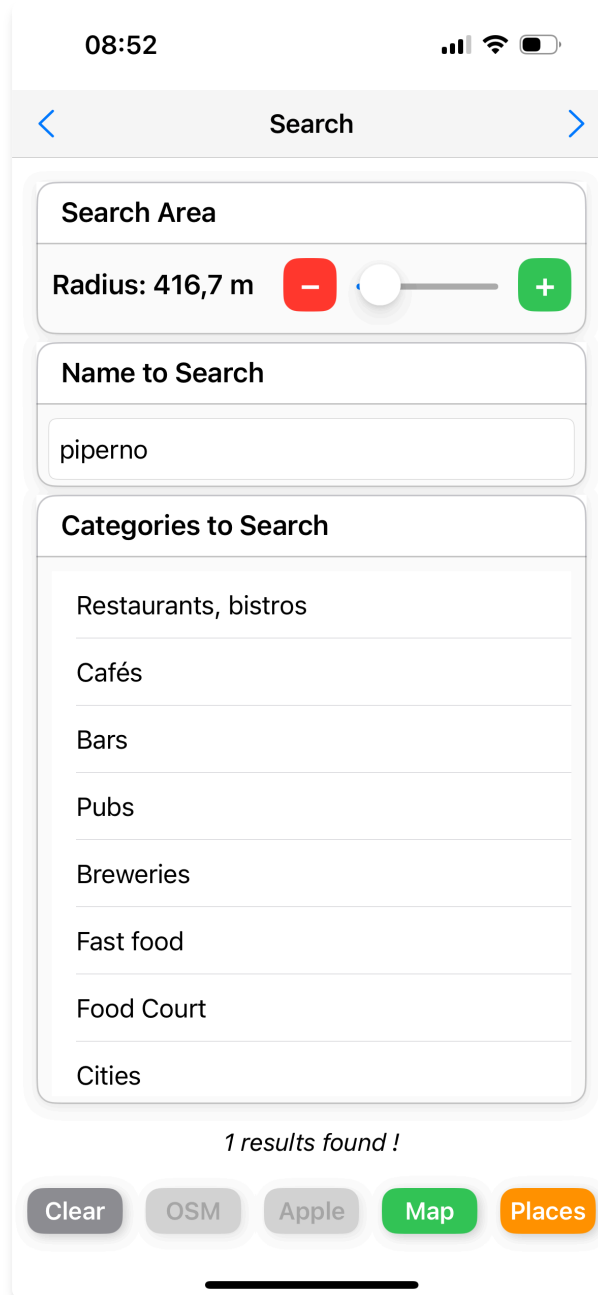 08:52
Search
Search Area
Radius: 416,7 m
Name to Search
piperno
Categories to Search
Restaurants, bistros
Cafés
Bars
Pubs
Breweries
Fast food
Food Court
Cities
1 results found !
Clear OSM Apple Map Places